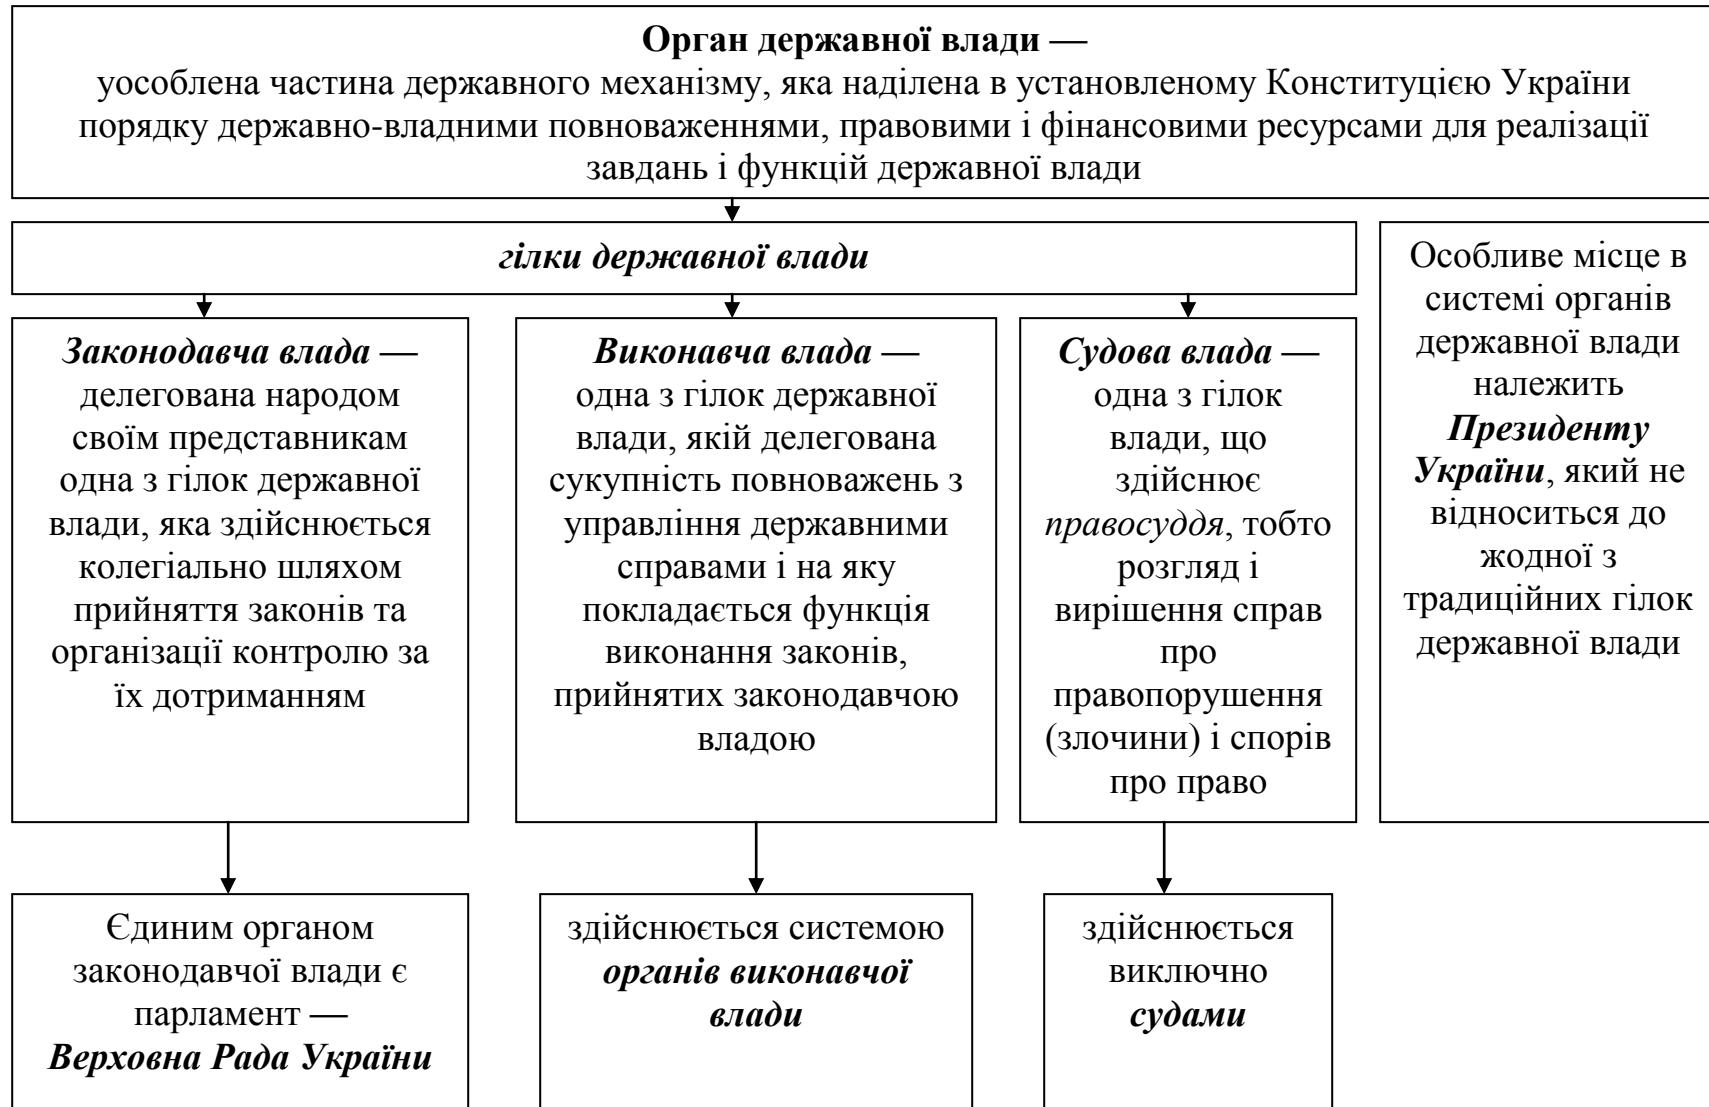 Орган державної влади —
уособлена частина державного механізму, яка наділена в установленому Конституцією України
порядку державно-владними повноваженнями, правовими і фінансовими ресурсами для реалізації
завдань і функцій державної влади
гілки державної влади
Законодавча влада —
делегована народом
своїм представникам
одна з гілок державної
влади, яка здійснюється
колегіально шляхом
прийняття законів та
організації контролю за
їх дотриманням
Виконавча влада —
одна з гілок державної
влади, якій делегована
сукупність повноважень з
управління державними
справами і на яку
покладається функція
виконання законів,
прийнятих законодавчою
владою
Судова влада —
одна з гілок
влади, що
здійснює
правосуддя, тобто
розгляд і
вирішення справ
про
правопорушення
(злочини) і спорів
про право
Особливе місце в
системі органів
державної влади
належить
Президенту
України, який не
відноситься до
жодної з
традиційних гілок
державної влади
Єдиним органом
законодавчої влади є
парламент —
Верховна Рада України
здійснюється системою
органів виконавчої
влади
здійснюється
виключно
судами